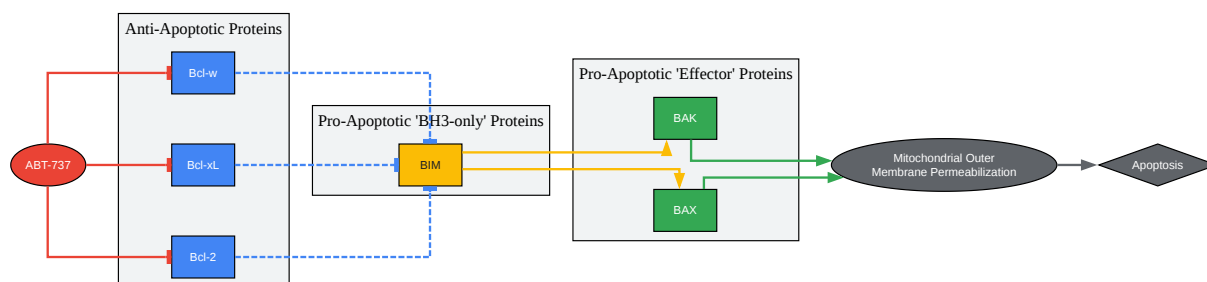 Anti-Apoptotic Proteins
Bcl-w
Pro-Apoptotic 'Effector' Proteins
BAK
Pro-Apoptotic 'BH3-only' Proteins
ABT-737
Bcl-xL
BIM
Mitochondrial Outer
Membrane Permeabilization
Apoptosis
BAX
Bcl-2